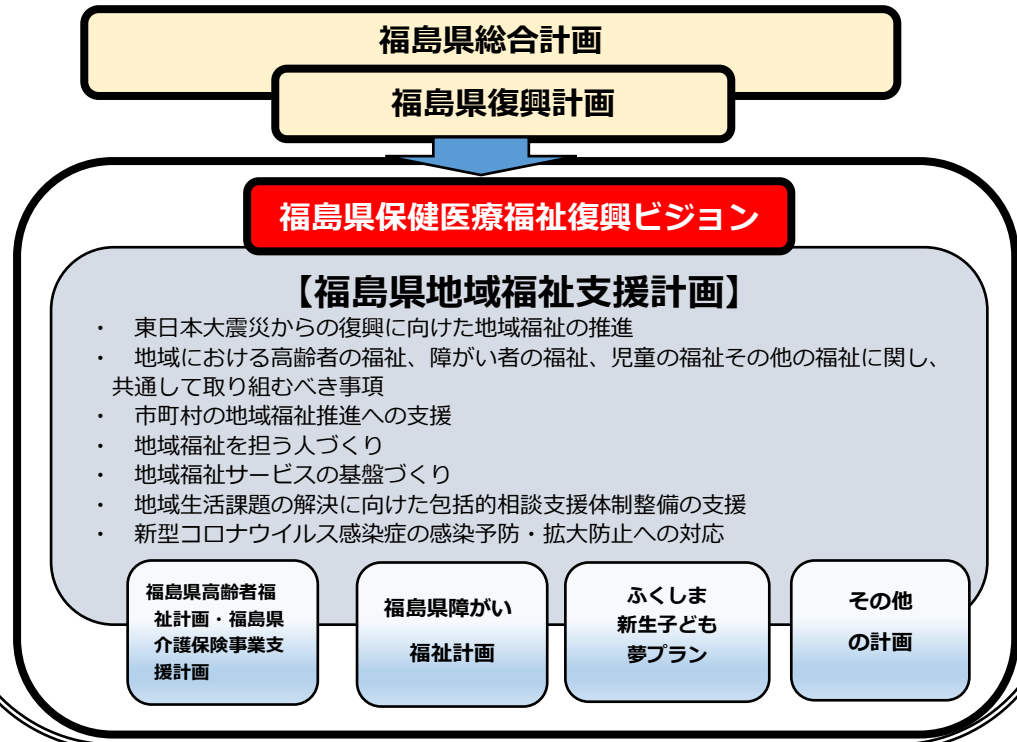 福島県総合計画
福島県復興計画
福島県保健医療福祉復興ビジョン
【福島県地域福祉支援計画】
・ 東日本大震災からの復興に向けた地域福祉の推進
・ 地域における高齢者の福祉、障がい者の福祉、児童の福祉その他の福祉に関し、
共通して取り組むべき事項
・ 市町村の地域福祉推進への支援
・ 地域福祉を担う人づくり
・ 地域福祉サービスの基盤づくり
・ 地域生活課題の解決に向けた包括的相談支援体制整備の支援
・ 新型コロナウイルス感染症の感染予防・拡大防止への対応
福島県高齢者福
祉計画・福島県
介護保険事業支
援計画
福島県障がい
福祉計画
ふくしま
新生子ども
夢プラン
その他
の計画